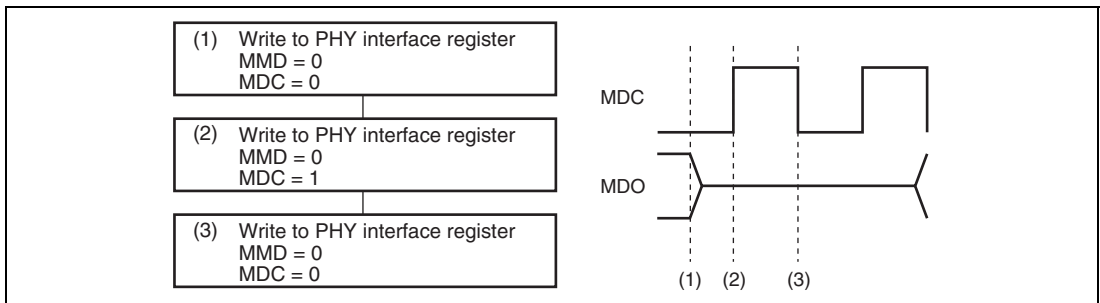 (1) Write to PHY interface register
MMD = 0
MDC = 0
(2) Write to PHY interface register
MMD = 0
MDC = 1
(3) Write to PHY interface register
MMD = 0
MDC = 0
MDC
MDO
(1) (2) (3)